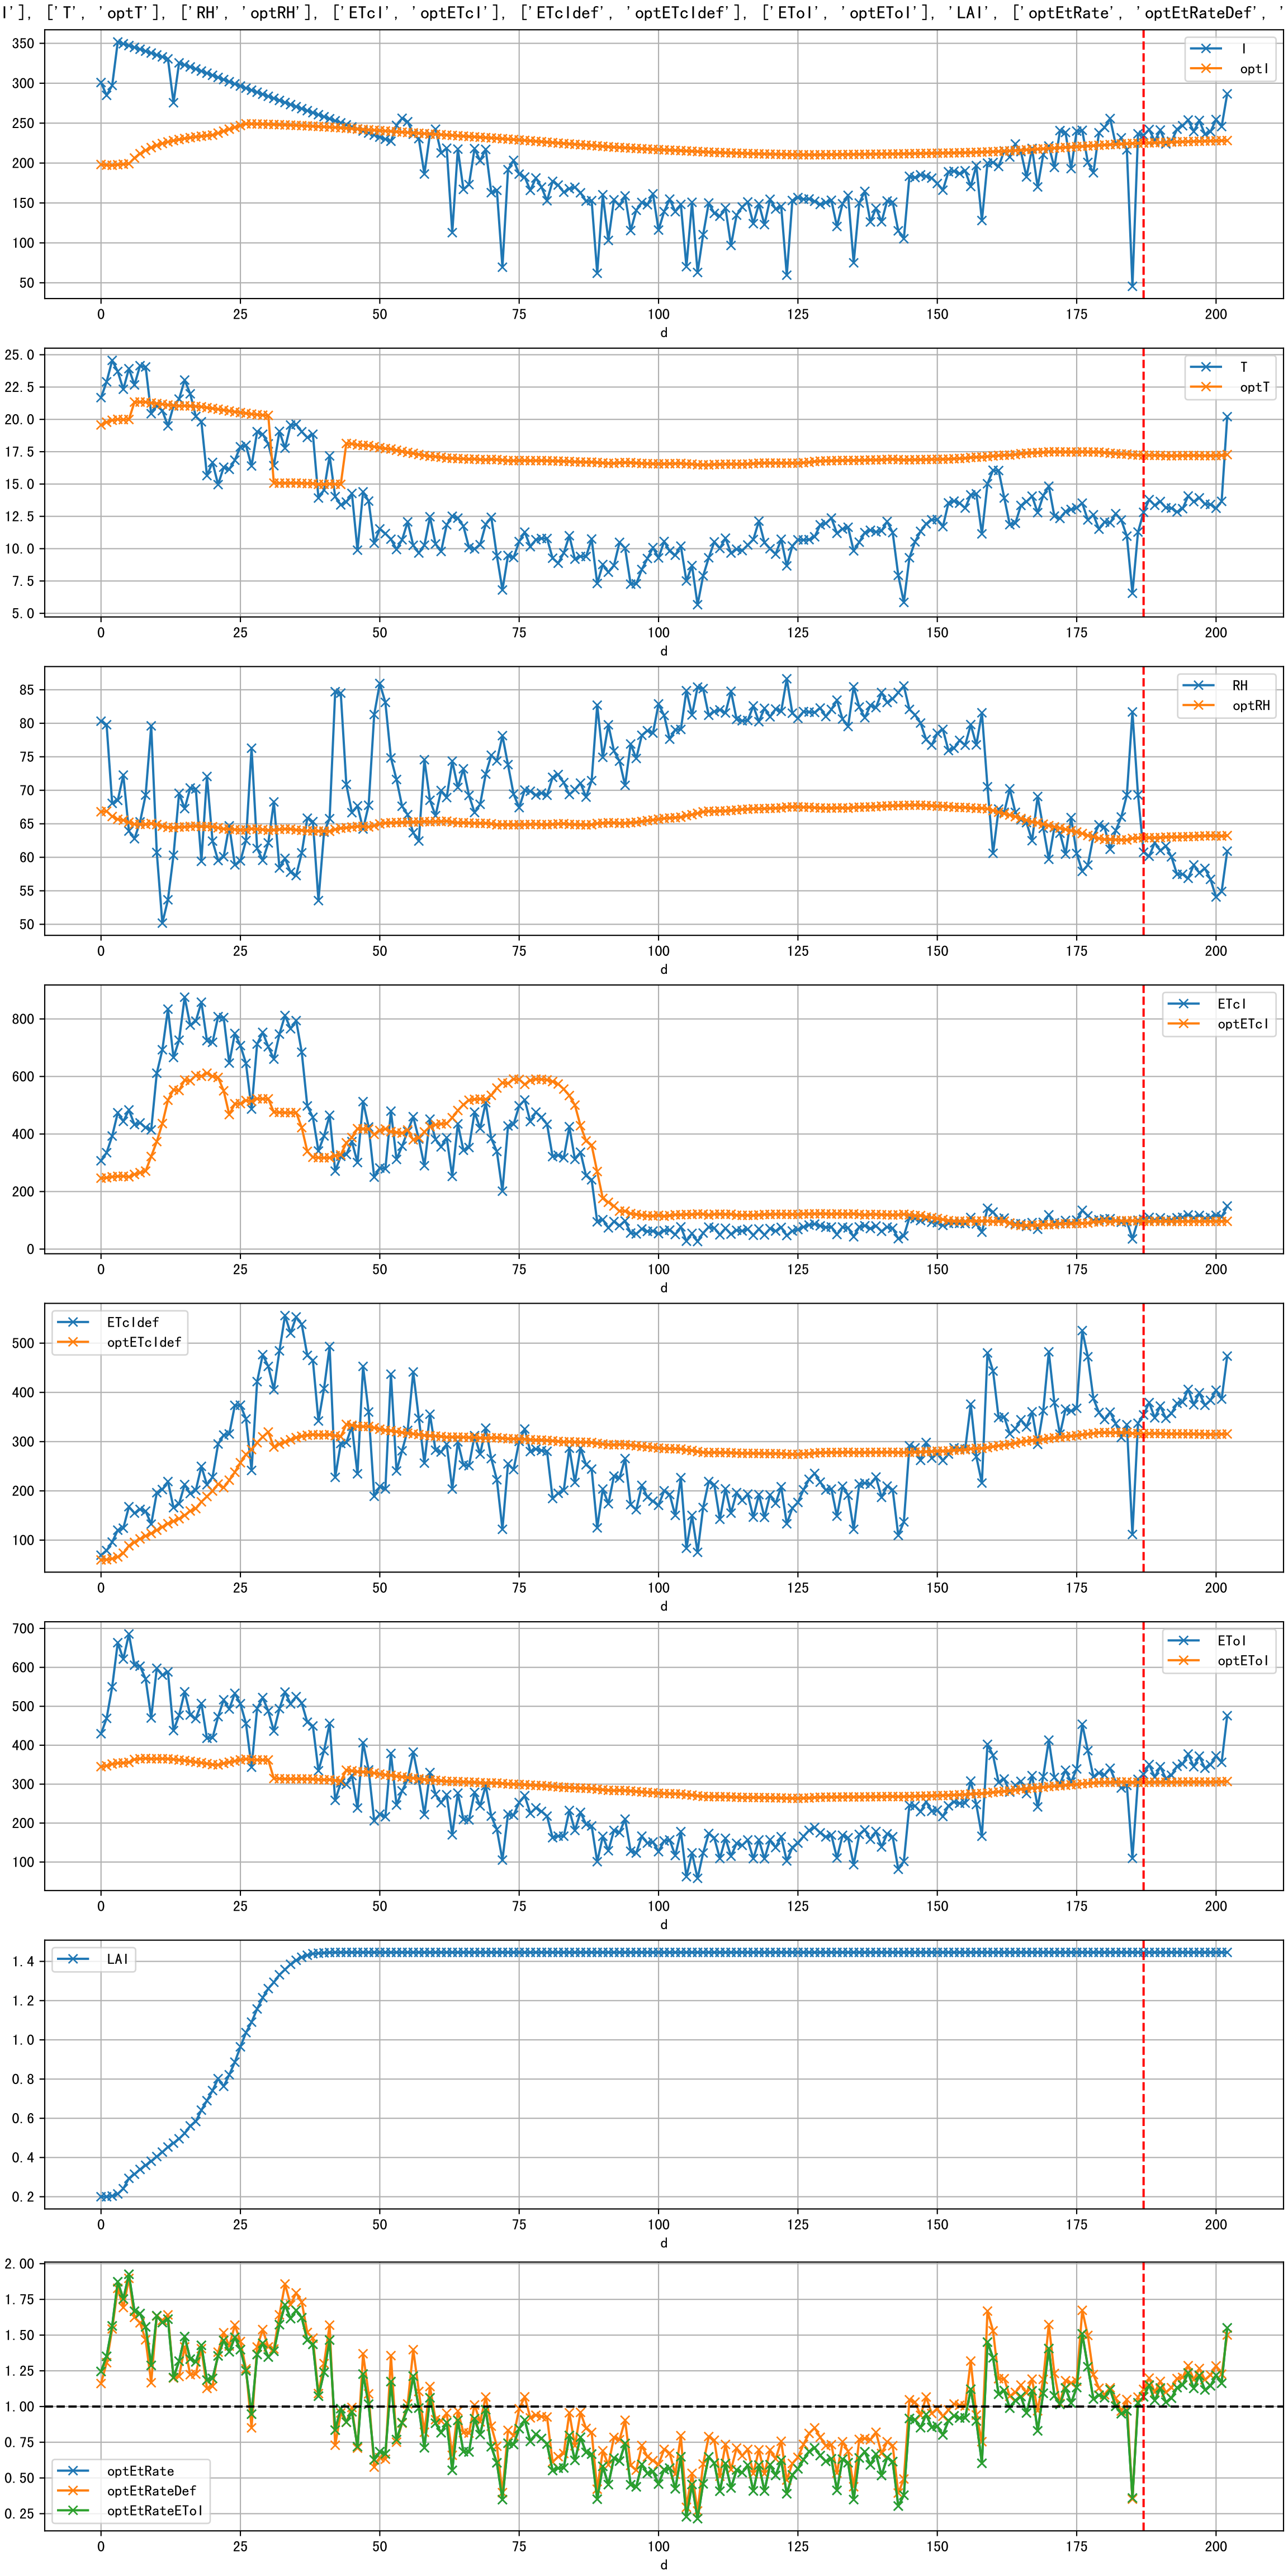 I'], ['T', 'optT'], ['RH', 'optRH'], ['ETcI', 'optETcI'], ['ETcIdef', 'optETcIdef'], ['EToI', 'optEToI'], 'LAI', ['optEtRate', 'optEtRateDef', '
350
300
250
200
150
100
50
I
optI
0 25 50 75 100 125 150 175 200
d
25.0
22.5
20.0
17.5
15.0
12.5
10.0
7.5
5.0
T
optT
0 25 50 75 100 125 150 175 200
d
85
80
75
70
65
60
55
50
RH
optRH
0 25 50 75 100 125 150 175 200
d
800
600
400
200
0
ETcI
optETcI
0 25 50 75 100 125 150 175 200
d
500
400
300
200
100
ETcIdef
optETcIdef
0 25 50 75 100 125 150 175 200
d
700
600
500
400
300
200
100
EToI
optEToI
0 25 50 75 100 125 150 175 200
d
1.4
1.2
1.0
0.8
0.6
0.4
0.2
LAI
0 25 50 75 100 125 150 175 200
d
2.00
1.75
1.50
1.25
1.00
0.75
0.50
0.25
optEtRate
optEtRateDef
optEtRateEToI
0 25 50 75 100 125 150 175 200
d